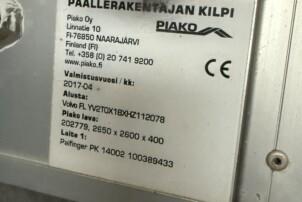 PÄÄLLERAKENTAJAN KILPI
Piako Oy
Linnatie 10
FI-76850 NAARAJÄRVI
Finland (FI)
Tel +358 (0) 20 741 9200
www.piako.fi
PIAKO
CE
Valmistusvuosi / kk:
2017-04
Alusta:
Volvo FL YV2T0X1BXHZ112078
Piako lava:
202779, 2650 x 2600 x 400
Laite 1:
Palfinger PK 14002 100389433